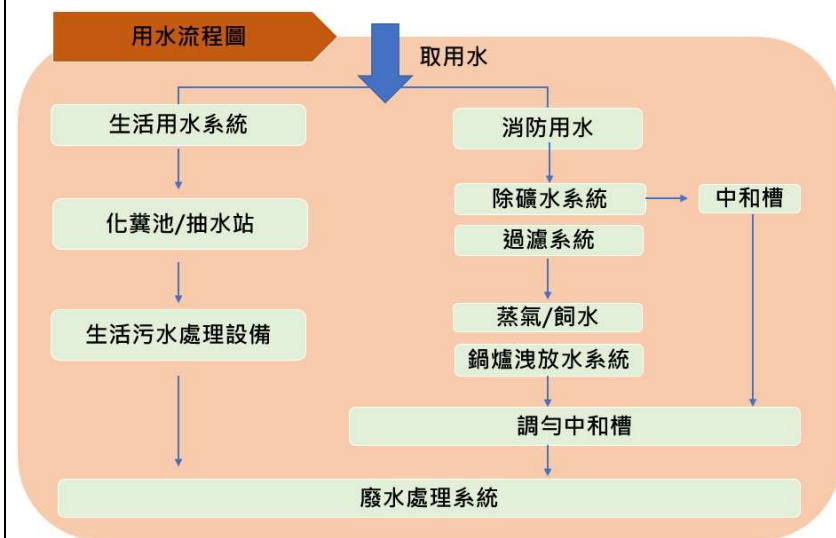 用水流程圖
取用水
生活用水系統
化糞池/抽水站
生活污水處理設備
消防用水
除礦水系統
中和槽
過濾系統
蒸氣/飼水
鍋爐洩放水系統
調勻中和槽
廢水處理系統